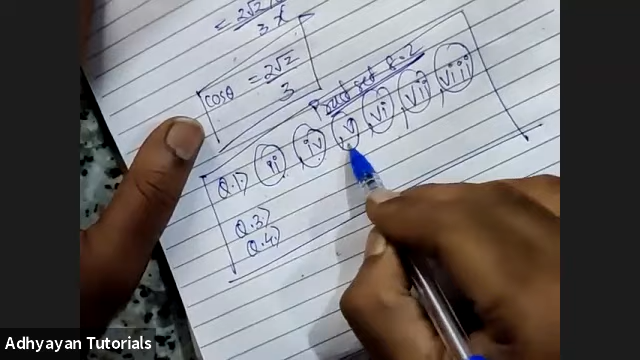 = 2√2 x
3 x
cosθ = 2√2
3
Pract set 8.2
Q.1) ii iv v vi vii viii
Q.3)
Q.4.)
Adhyayan Tutorials